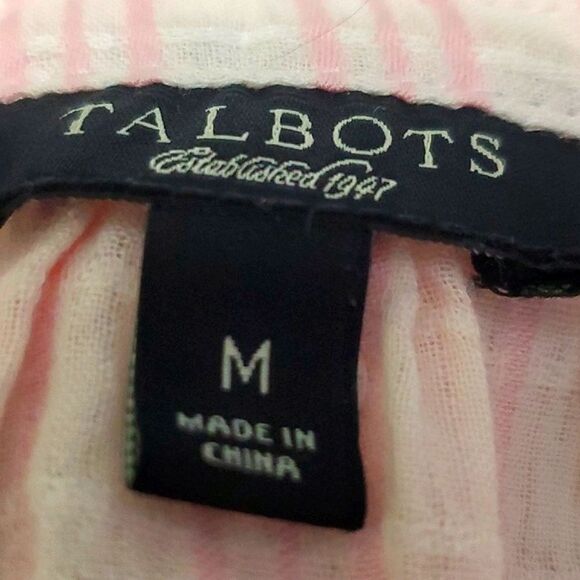 TALBOTS
Established 1947
M
MADE IN
CHINA